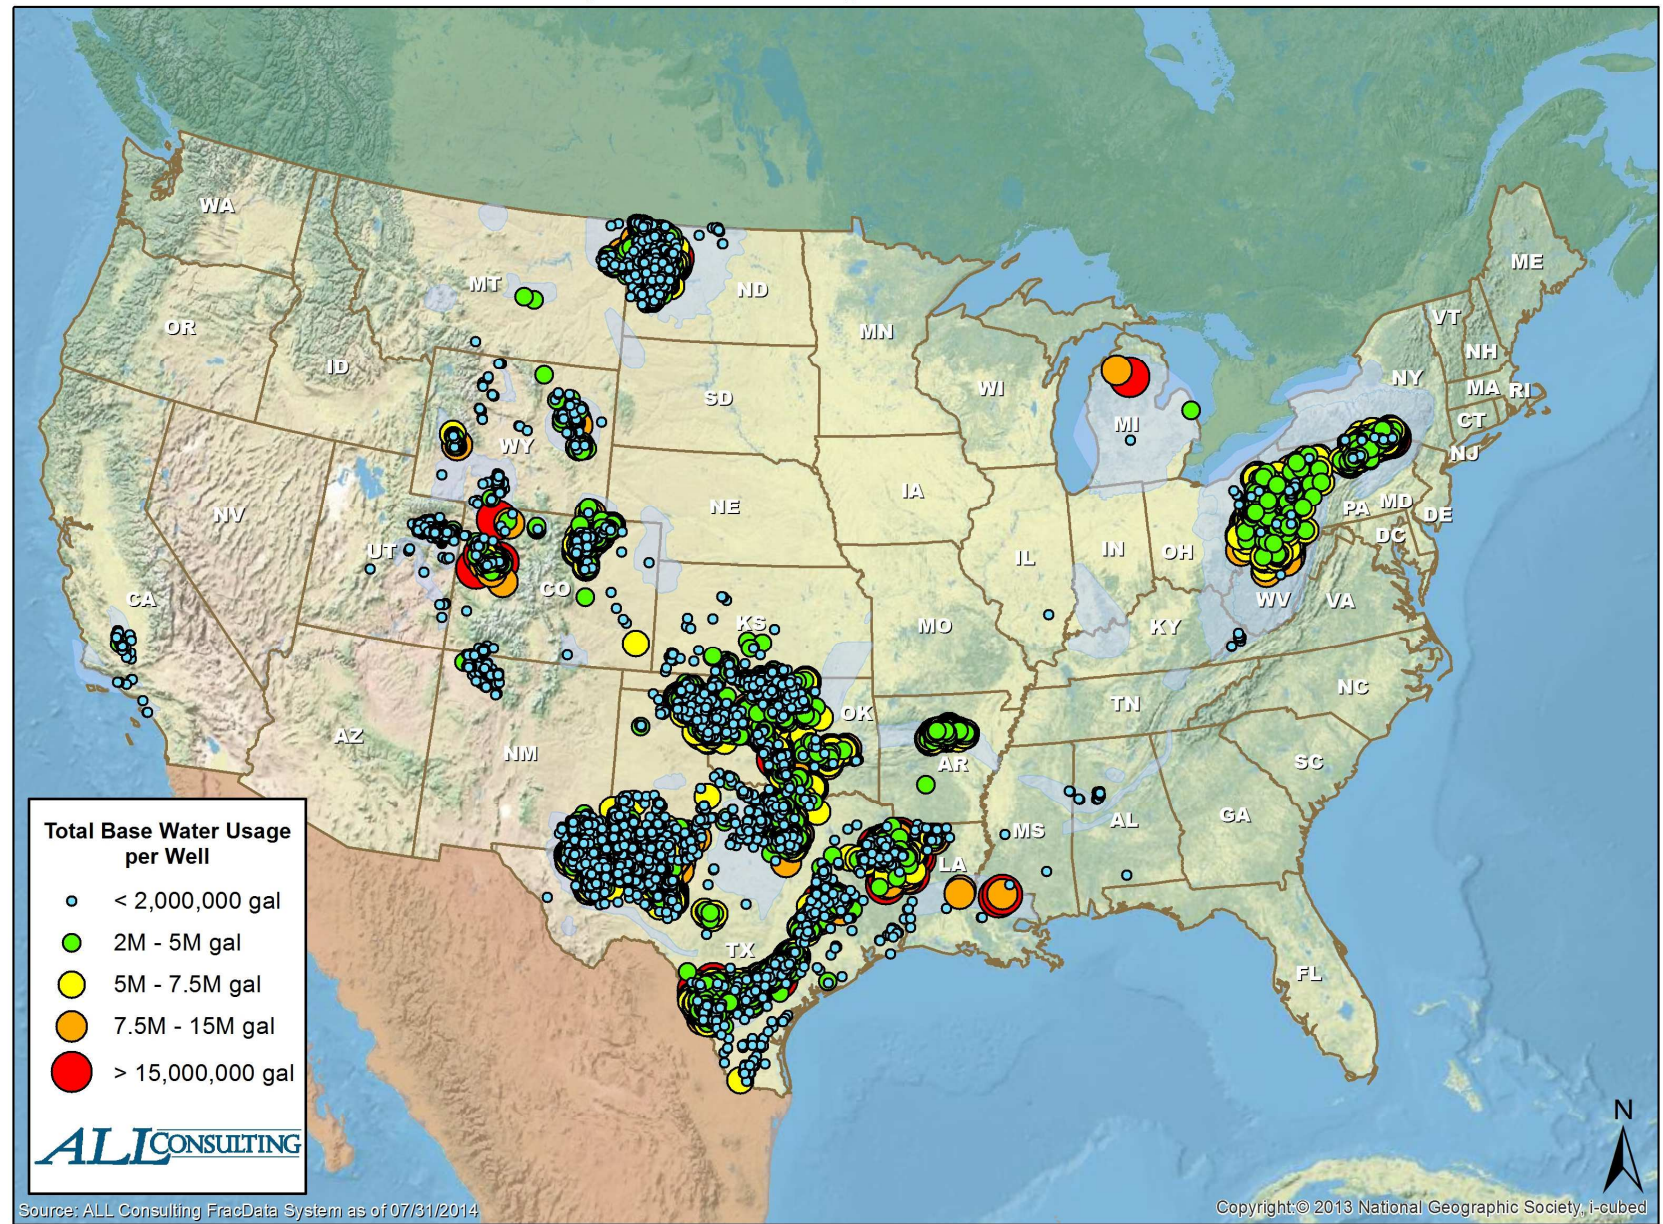 WA
MT
ND
OR
ID
MN
ME
VT
NH
WI
SD
WY
MI
NY
MA
RI
CT
NJ
IA
NE
NV
UT
CO
IL
IN
OH
PA
MD
DE
DC
CA
KS
MO
KY
WV
VA
AZ
NM
OK
TN
NC
AR
SC
MS
AL
GA
LA
TX
FL
Total Base Water Usage
per Well
< 2,000,000 gal
2M - 5M gal
5M - 7.5M gal
7.5M - 15M gal
> 15,000,000 gal
ALL CONSULTING
N
Source: ALL Consulting FracData System as of 07/31/2014
Copyright:© 2013 National Geographic Society, i-cubed